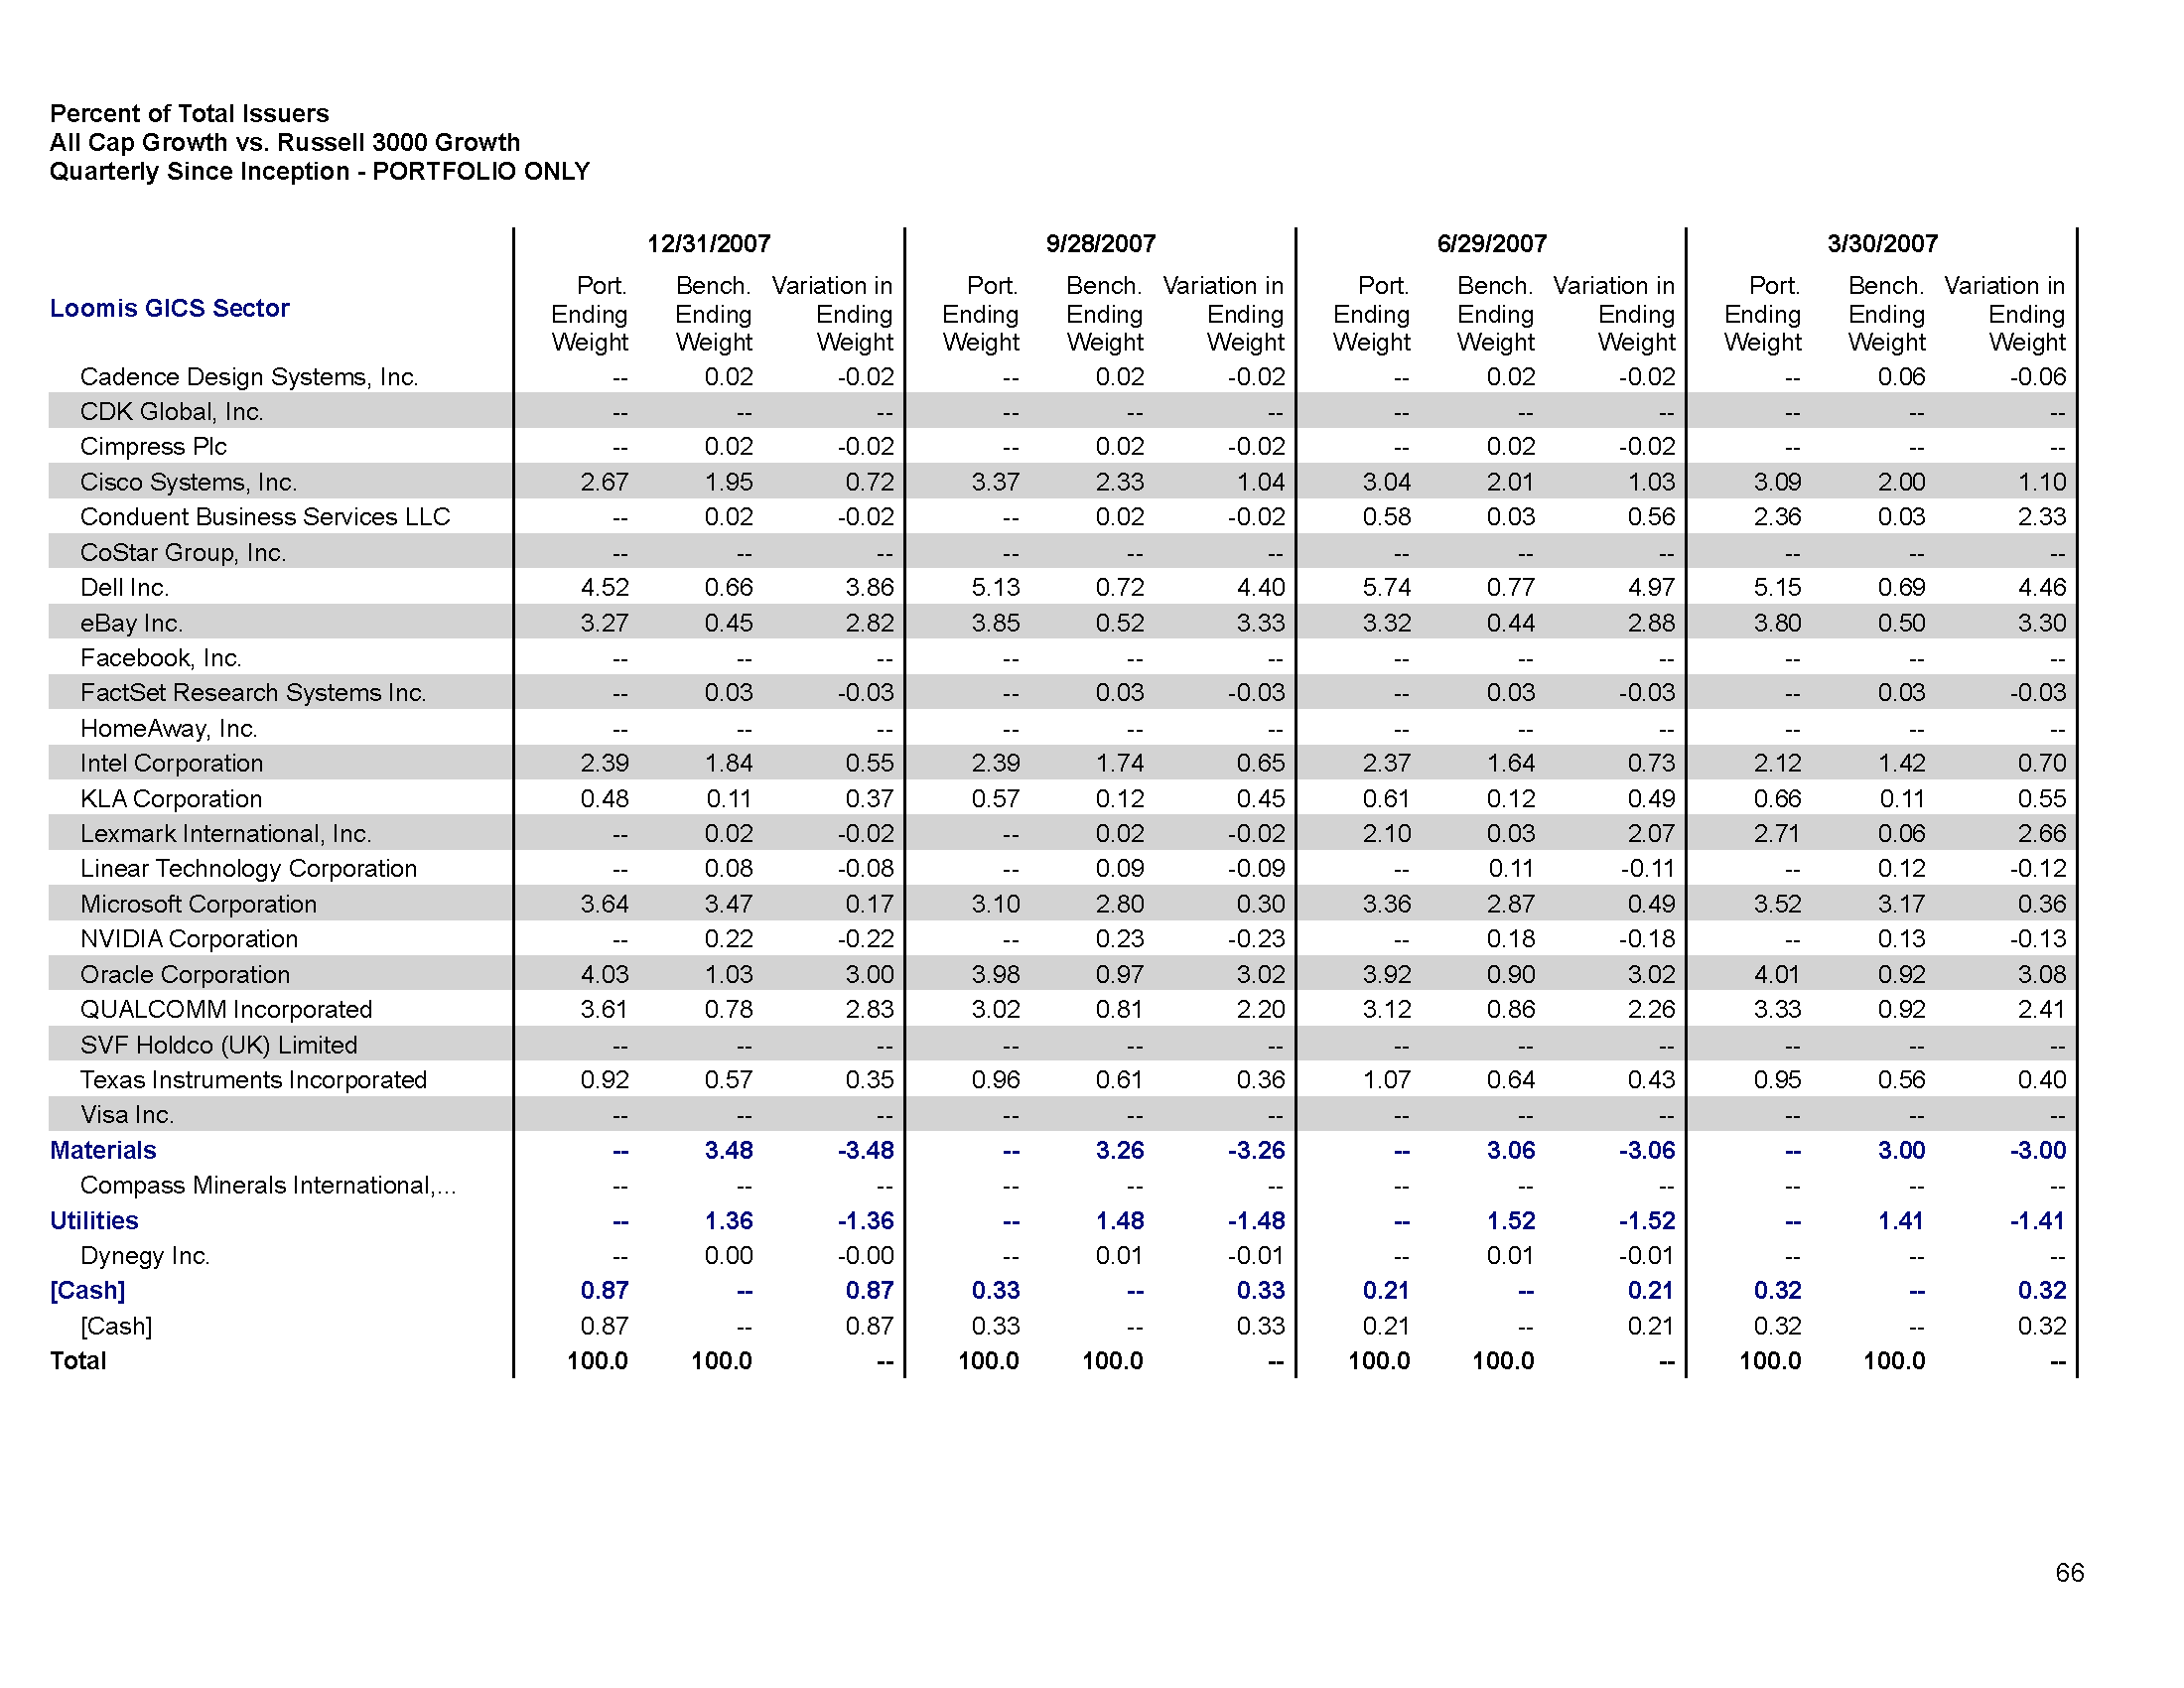 Percent of Total Issuers
All Cap Growth vs. Russell 3000 Growth
Quarterly Since Inception - PORTFOLIO ONLY
12/31/2007 9/28/2007 6/29/2007 3/30/2007
Loomis GICS Sector
Port. Bench. Variation in Port. Bench. Variation in Port. Bench. Variation in Port. Bench. Variation in
Ending Ending Ending Ending Ending Ending Ending Ending Ending Ending Ending Ending
Weight Weight Weight Weight Weight Weight Weight Weight Weight Weight Weight Weight
Cadence Design Systems, Inc. -- 0.02 -0.02 -- 0.02 -0.02 -- 0.02 -0.02 -- 0.06 -0.06
CDK Global, Inc. -- -- -- -- -- -- -- -- -- -- -- --
Cimpress Plc -- 0.02 -0.02 -- 0.02 -0.02 -- 0.02 -0.02 -- -- --
Cisco Systems, Inc. 2.67 1.95 0.72 3.37 2.33 1.04 3.04 2.01 1.03 3.09 2.00 1.10
Conduent Business Services LLC -- 0.02 -0.02 -- 0.02 -0.02 0.58 0.03 0.56 2.36 0.03 2.33
CoStar Group, Inc. -- -- -- -- -- -- -- -- -- -- -- --
Dell Inc. 4.52 0.66 3.86 5.13 0.72 4.40 5.74 0.77 4.97 5.15 0.69 4.46
eBay Inc. 3.27 0.45 2.82 3.85 0.52 3.33 3.32 0.44 2.88 3.80 0.50 3.30
Facebook, Inc. -- -- -- -- -- -- -- -- -- -- -- --
FactSet Research Systems Inc. -- 0.03 -0.03 -- 0.03 -0.03 -- 0.03 -0.03 -- 0.03 -0.03
HomeAway, Inc. -- -- -- -- -- -- -- -- -- -- -- --
Intel Corporation 2.39 1.84 0.55 2.39 1.74 0.65 2.37 1.64 0.73 2.12 1.42 0.70
KLA Corporation 0.48 0.11 0.37 0.57 0.12 0.45 0.61 0.12 0.49 0.66 0.11 0.55
Lexmark International, Inc. -- 0.02 -0.02 -- 0.02 -0.02 2.10 0.03 2.07 2.71 0.06 2.66
Linear Technology Corporation -- 0.08 -0.08 -- 0.09 -0.09 -- 0.11 -0.11 -- 0.12 -0.12
Microsoft Corporation 3.64 3.47 0.17 3.10 2.80 0.30 3.36 2.87 0.49 3.52 3.17 0.36
NVIDIA Corporation -- 0.22 -0.22 -- 0.23 -0.23 -- 0.18 -0.18 -- 0.13 -0.13
Oracle Corporation 4.03 1.03 3.00 3.98 0.97 3.02 3.92 0.90 3.02 4.01 0.92 3.08
QUALCOMM Incorporated 3.61 0.78 2.83 3.02 0.81 2.20 3.12 0.86 2.26 3.33 0.92 2.41
SVF Holdco (UK) Limited -- -- -- -- -- -- -- -- -- -- -- --
Texas Instruments Incorporated 0.92 0.57 0.35 0.96 0.61 0.36 1.07 0.64 0.43 0.95 0.56 0.40
Visa Inc. -- -- -- -- -- -- -- -- -- -- -- --
Materials -- 3.48 -3.48 -- 3.26 -3.26 -- 3.06 -3.06 -- 3.00 -3.00
Compass Minerals International,... -- -- -- -- -- -- -- -- -- -- -- --
Utilities -- 1.36 -1.36 -- 1.48 -1.48 -- 1.52 -1.52 -- 1.41 -1.41
Dynegy Inc. -- 0.00 -0.00 -- 0.01 -0.01 -- 0.01 -0.01 -- -- --
[Cash] 0.87 -- 0.87 0.33 -- 0.33 0.21 -- 0.21 0.32 -- 0.32
[Cash] 0.87 -- 0.87 0.33 -- 0.33 0.21 -- 0.21 0.32 -- 0.32
Total 100.0 100.0 -- 100.0 100.0 -- 100.0 100.0 -- 100.0 100.0 --
66